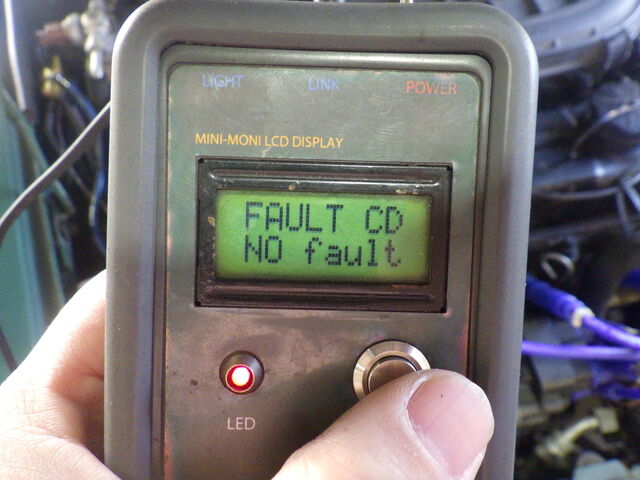 LIGHT LINK POWER
MINI-MONI LCD DISPLAY
FAULT CD
NO fault
LED